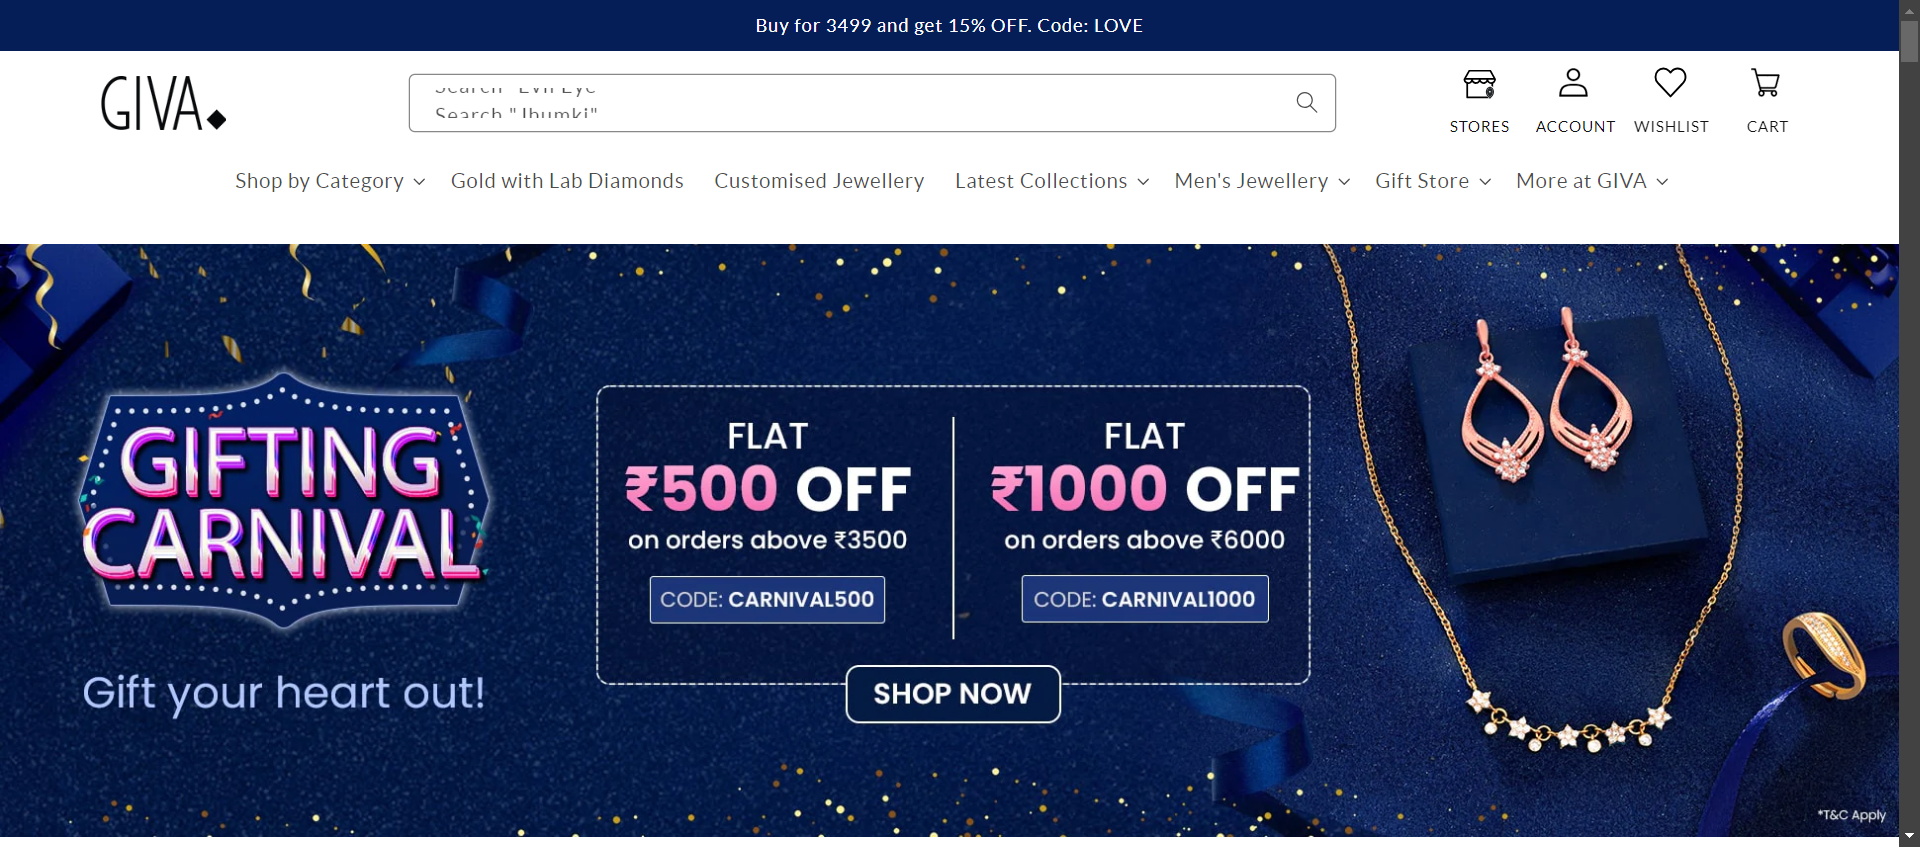 Buy for 3499 and get 15% OFF. Code: LOVE
GIVA
Search "Evil Eye"
Search "Jhumki"
STORES
ACCOUNT
WISHLIST
CART
Shop by Category
Gold with Lab Diamonds
Customised Jewellery
Latest Collections
Men's Jewellery
Gift Store
More at GIVA
GIFTING
CARNIVAL
Gift your heart out!
FLAT
₹500 OFF
on orders above ₹3500
CODE: CARNIVAL500
FLAT
₹1000 OFF
on orders above ₹6000
CODE: CARNIVAL1000
SHOP NOW
*T&C Apply